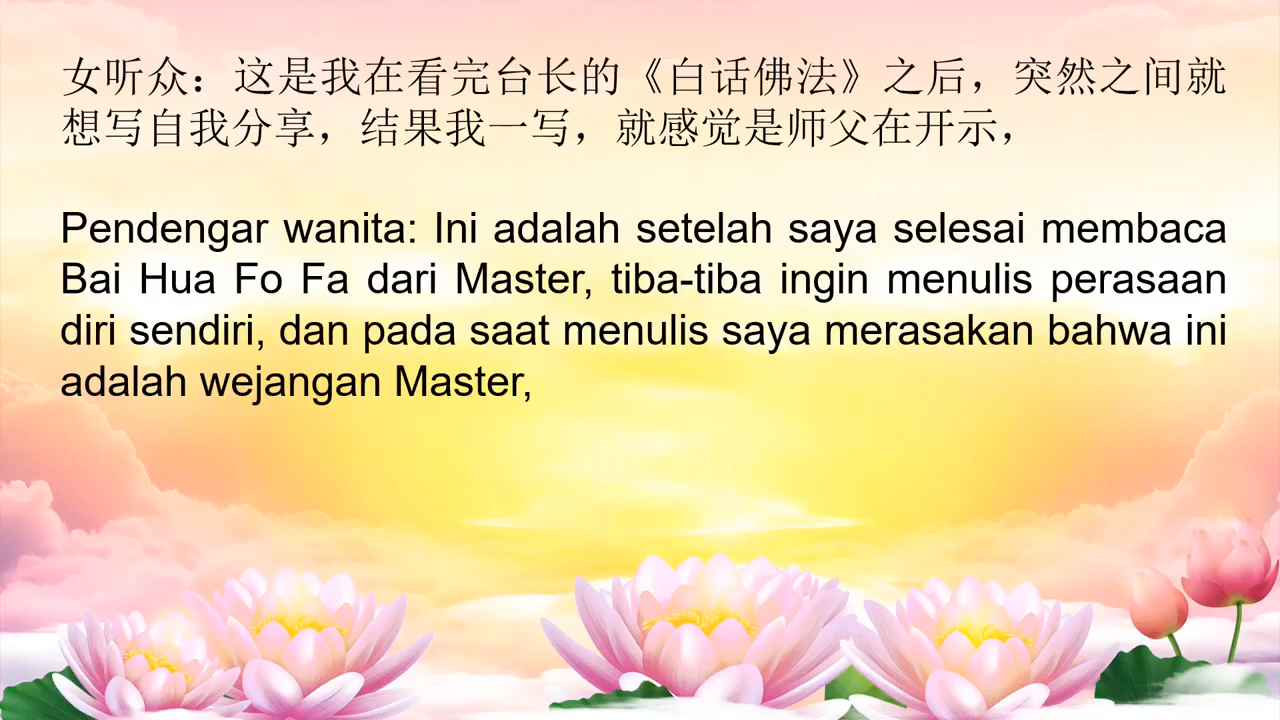 女听众：这是我在看完台长的《白话佛法》之后，突然之间就
想写自我分享，结果我一写，就感觉是师父在开示，
Pendengar wanita: Ini adalah setelah saya selesai membaca
Bai Hua Fo Fa dari Master, tiba-tiba ingin menulis perasaan
diri sendiri, dan pada saat menulis saya merasakan bahwa ini
adalah wejangan Master,